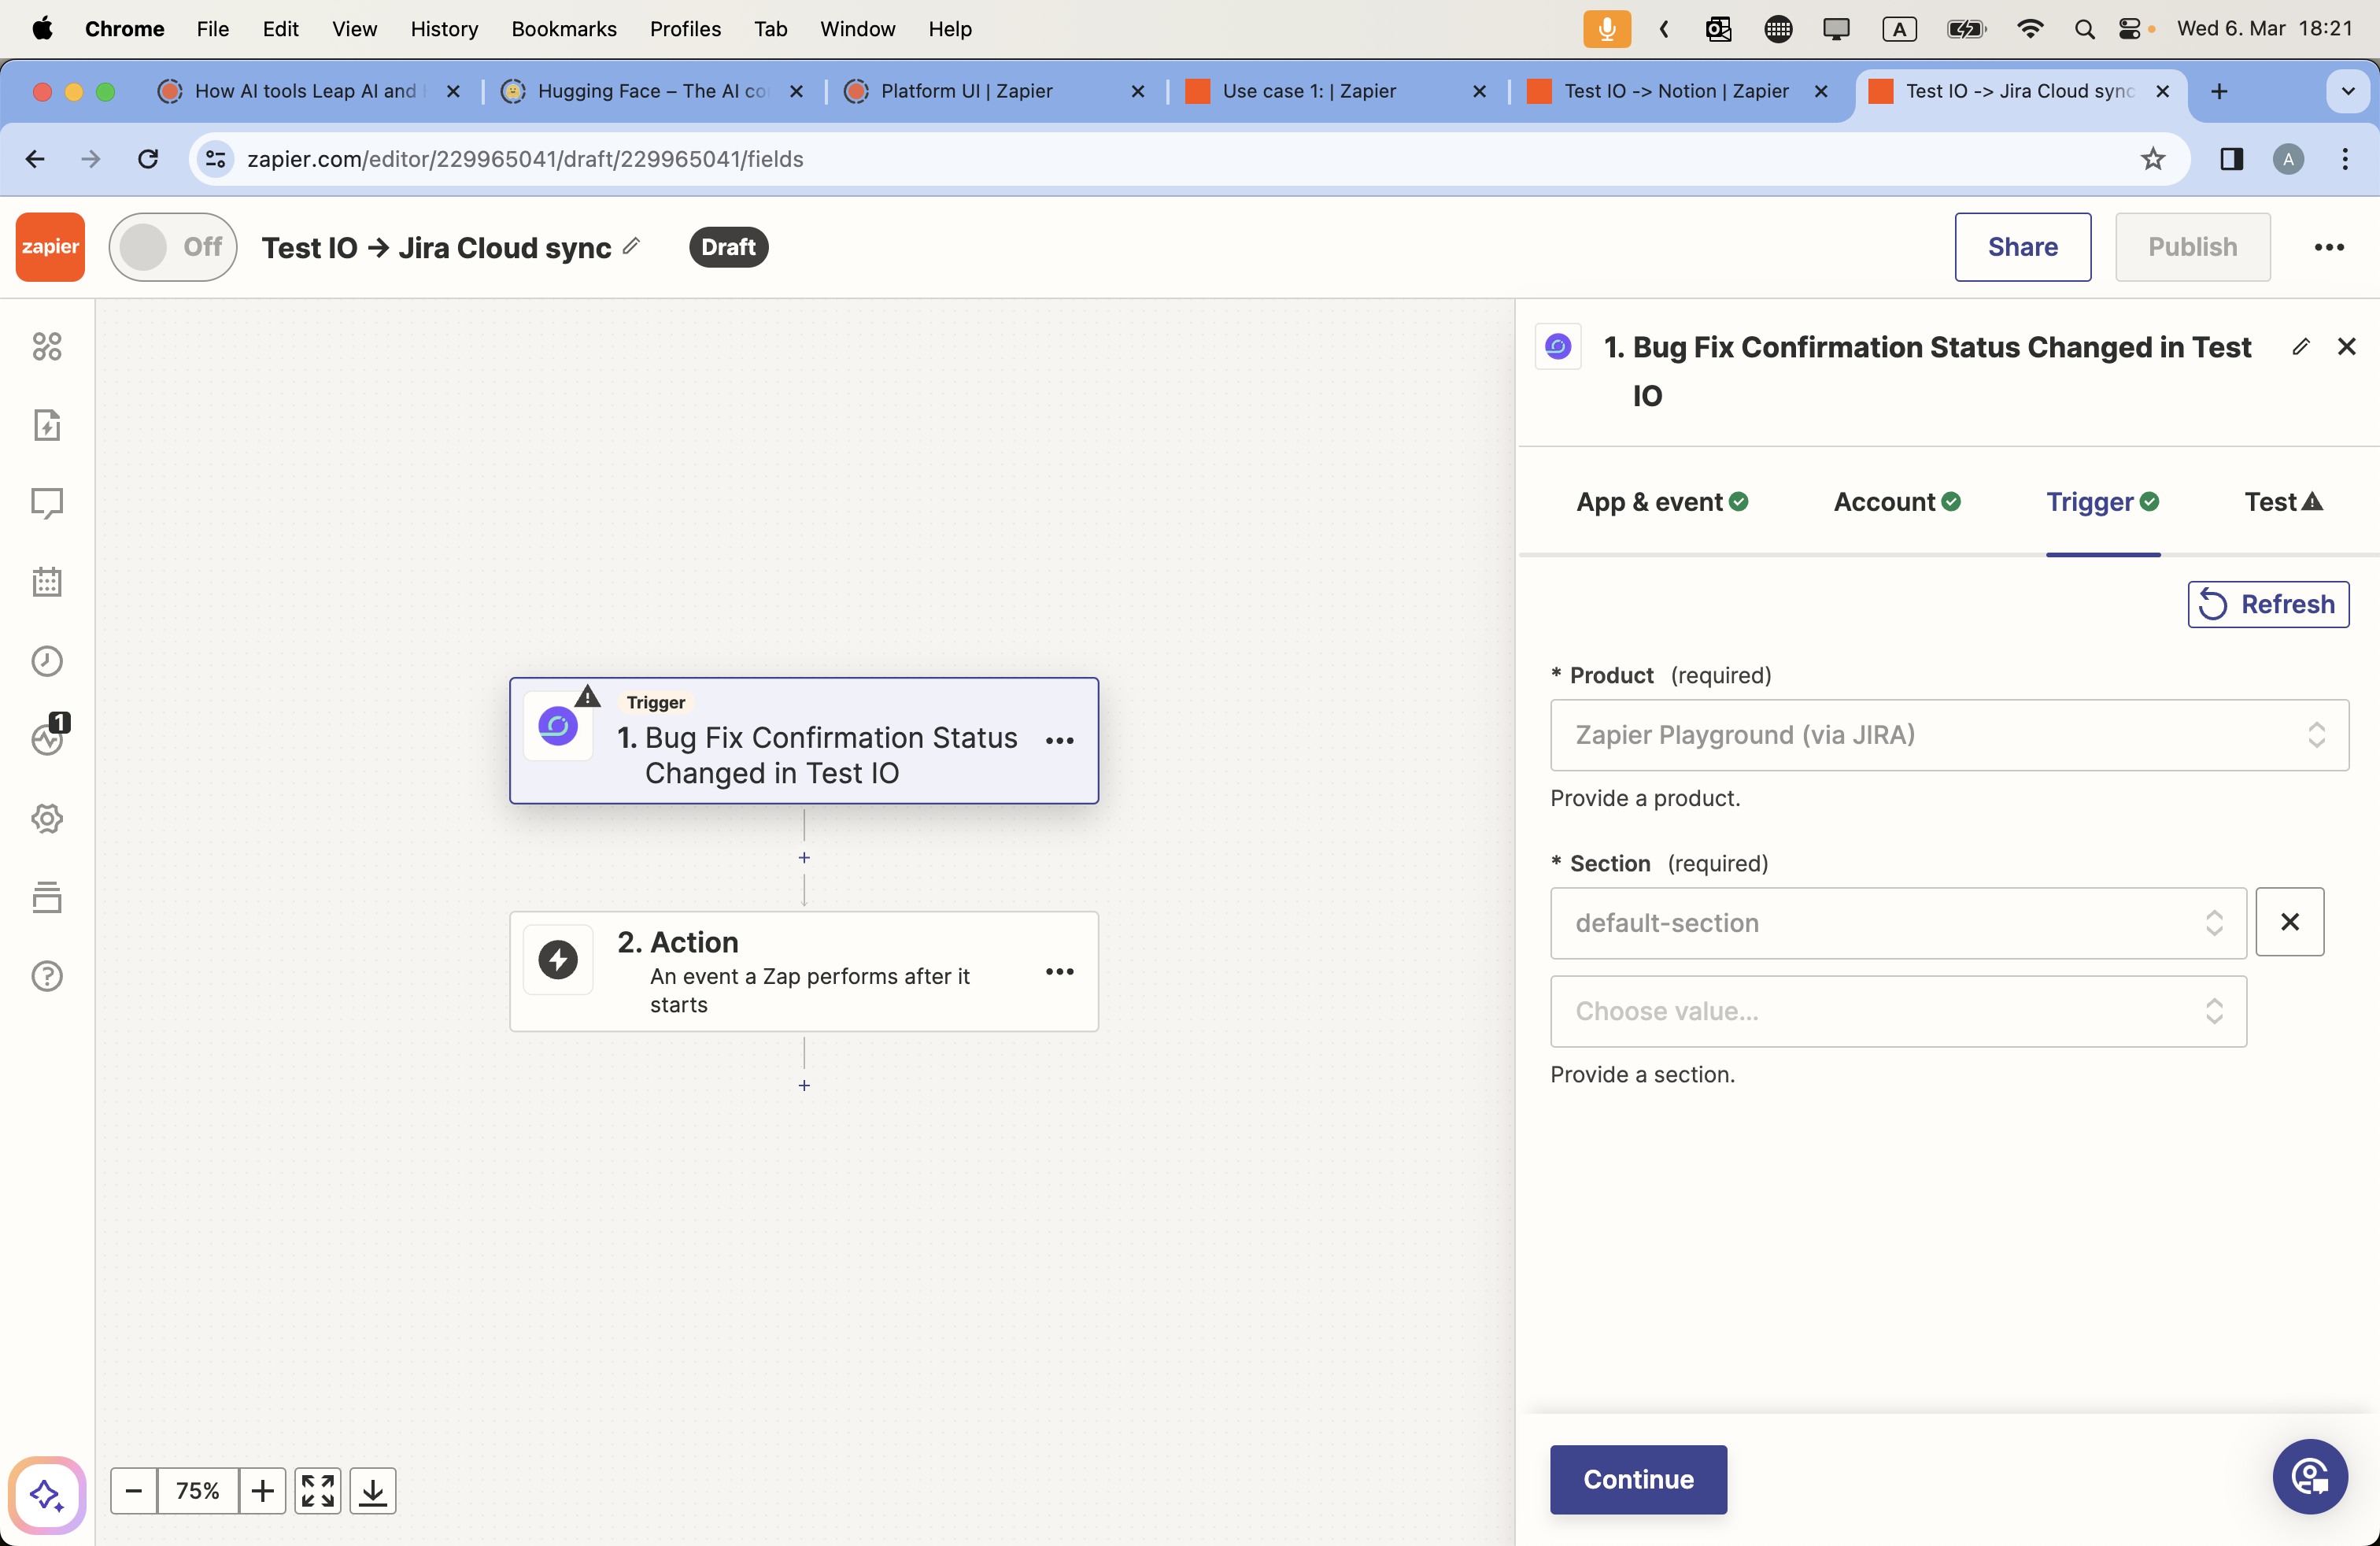 Chrome File Edit View History Bookmarks Profiles Tab Window Help A Wed 6. Mar 18:21
How AI tools Leap AI and Hugging Face – The AI co Platform UI | Zapier Use case 1: | Zapier Test IO -> Notion | Zapier Test IO -> Jira Cloud sync
zapier.com/editor/229965041/draft/229965041/fields A
zapier Off Test IO → Jira Cloud sync Draft Share Publish
1. Bug Fix Confirmation Status Changed in Test
IO
App & event Account Trigger Test
Refresh
* Product (required)
Zapier Playground (via JIRA)
Provide a product.
* Section (required)
default-section
Choose value...
Provide a section.
Continue
1
Trigger
1. Bug Fix Confirmation Status
Changed in Test IO
2. Action
An event a Zap performs after it
starts
75%